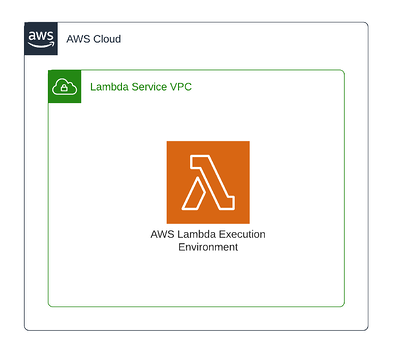 aws
AWS Cloud
Lambda Service VPC
AWS Lambda Execution
Environment